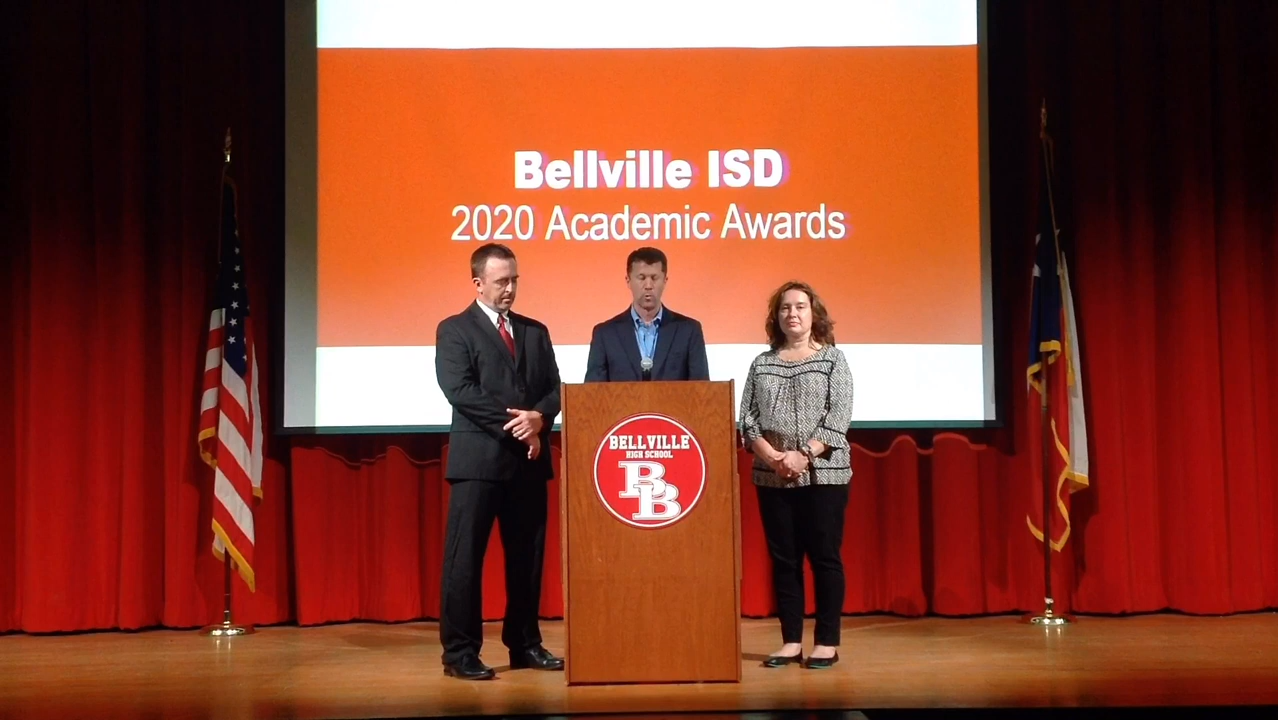 Bellville ISD
2020 Academic Awards
BELLVILLE
HIGH SCHOOL
BB